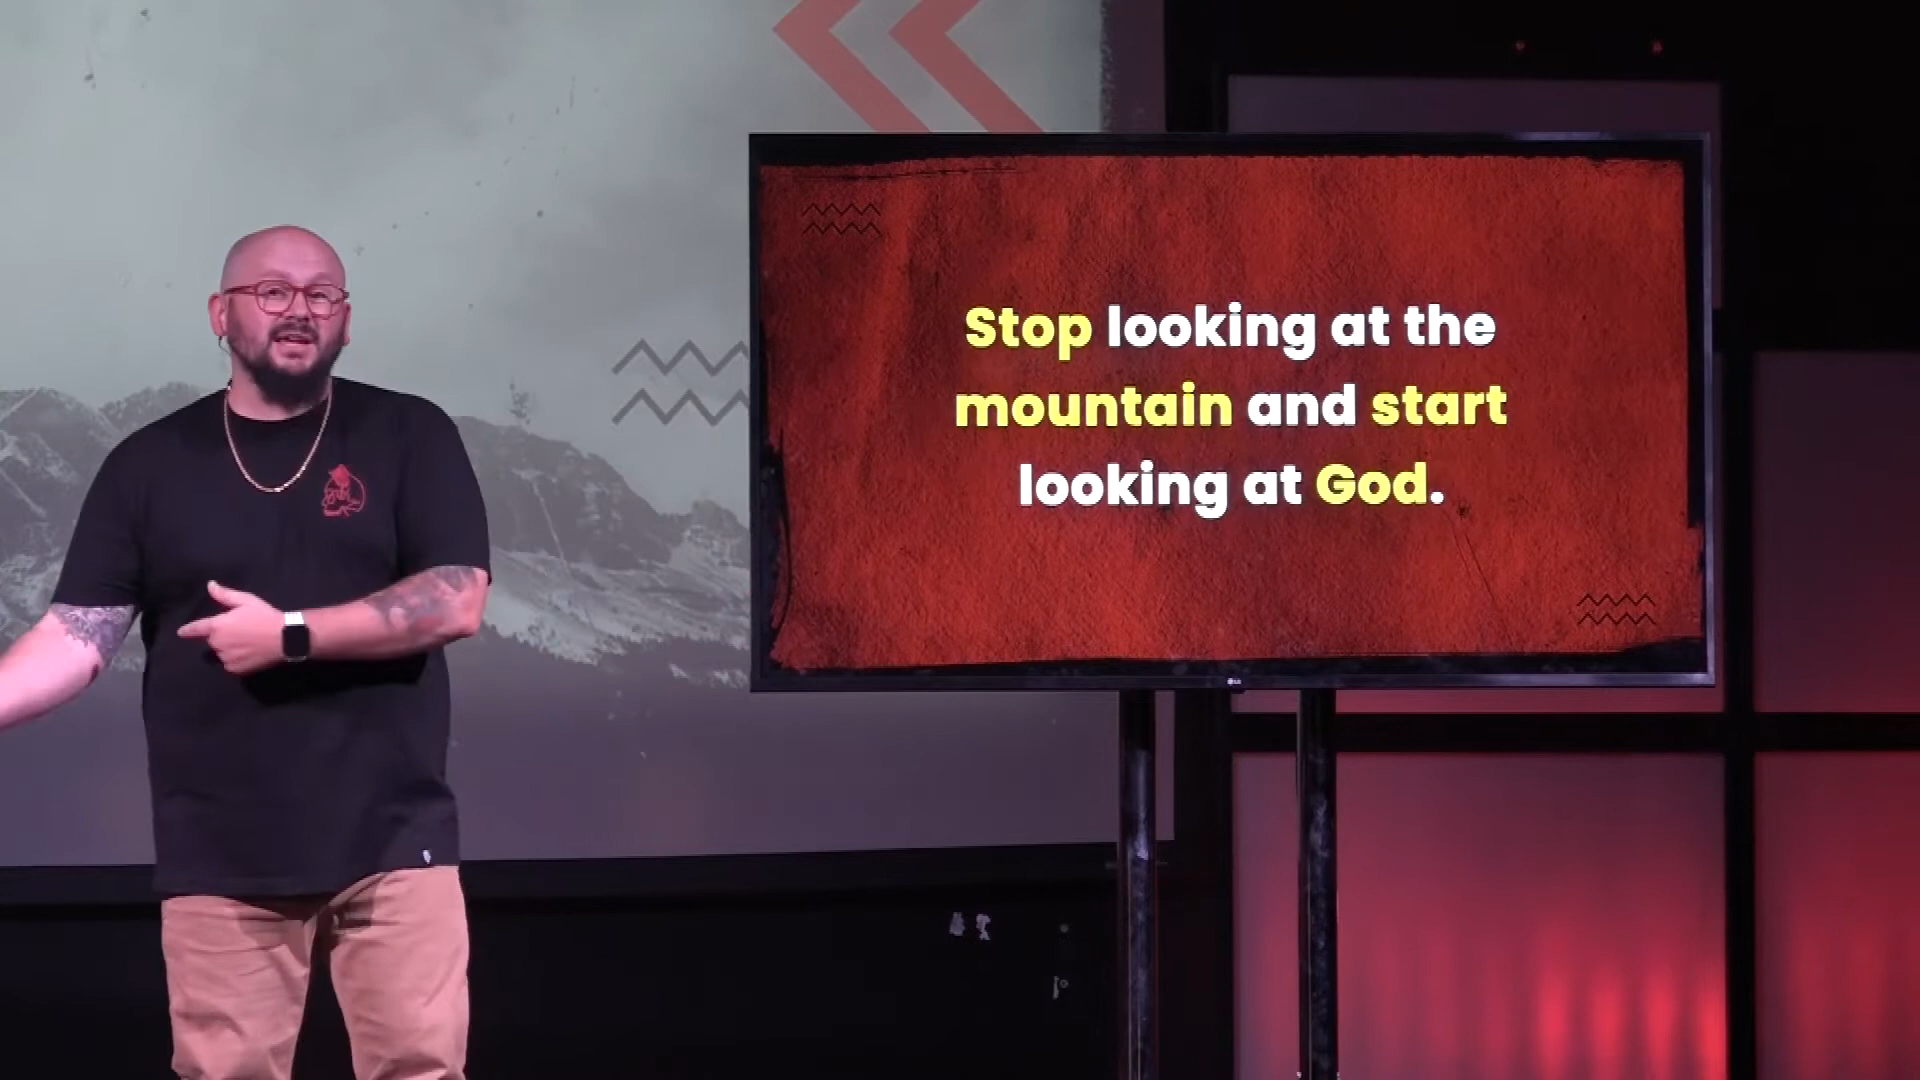 Stop looking at the
mountain and start
looking at God.